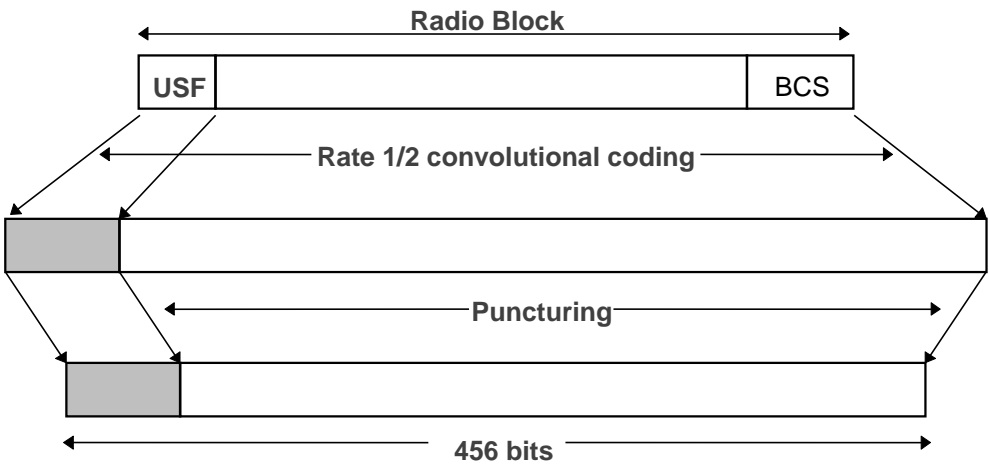 Radio Block
USF BCS
Rate 1/2 convolutional coding
Puncturing
456 bits